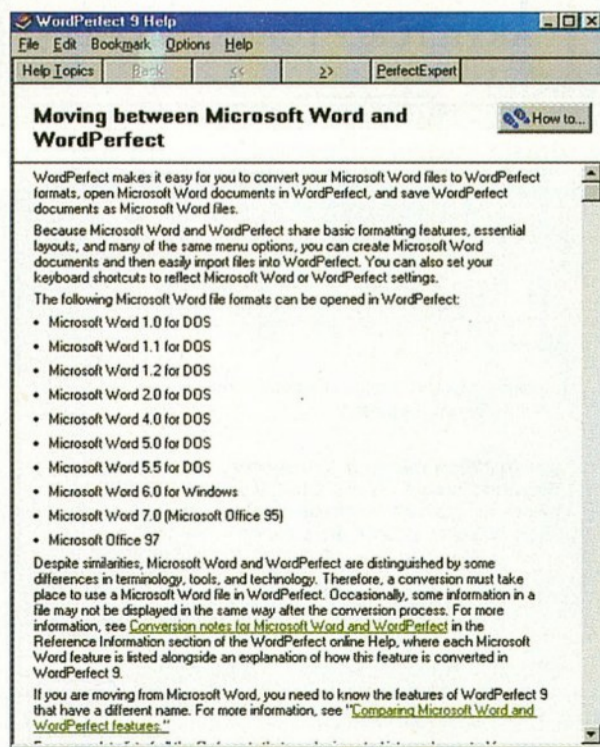 WordPerfect 9 Help
File Edit Bookmark Options Help
Help Topics Back << >> PerfectExpert
Moving between Microsoft Word and
WordPerfect
How to...
WordPerfect makes it easy for you to convert your Microsoft Word files to WordPerfect
formats, open Microsoft Word documents in WordPerfect, and save WordPerfect
documents as Microsoft Word files.
Because Microsoft Word and WordPerfect share basic formatting features, essential
layouts, and many of the same menu options, you can create Microsoft Word
documents and then easily import files into WordPerfect. You can also set your
keyboard shortcuts to reflect Microsoft Word or WordPerfect settings.
The following Microsoft Word file formats can be opened in WordPerfect:
• Microsoft Word 1.0 for DOS
• Microsoft Word 1.1 for DOS
• Microsoft Word 1.2 for DOS
• Microsoft Word 2.0 for DOS
• Microsoft Word 4.0 for DOS
• Microsoft Word 5.0 for DOS
• Microsoft Word 5.5 for DOS
• Microsoft Word 6.0 for Windows
• Microsoft Word 7.0 (Microsoft Office 95)
• Microsoft Office 97
Despite similarities, Microsoft Word and WordPerfect are distinguished by some
differences in terminology, tools, and technology. Therefore, a conversion must take
place to use a Microsoft Word file in WordPerfect. Occasionally, some information in a
file may not be displayed in the same way after the conversion process. For more
information, see Conversion notes for Microsoft Word and WordPerfect in the
Reference Information section of the WordPerfect online Help, where each Microsoft
Word feature is listed alongside an explanation of how this feature is converted in
WordPerfect 9.
If you are moving from Microsoft Word, you need to know the features of WordPerfect 9
that have a different name. For more information, see "Comparing Microsoft Word and
WordPerfect features."